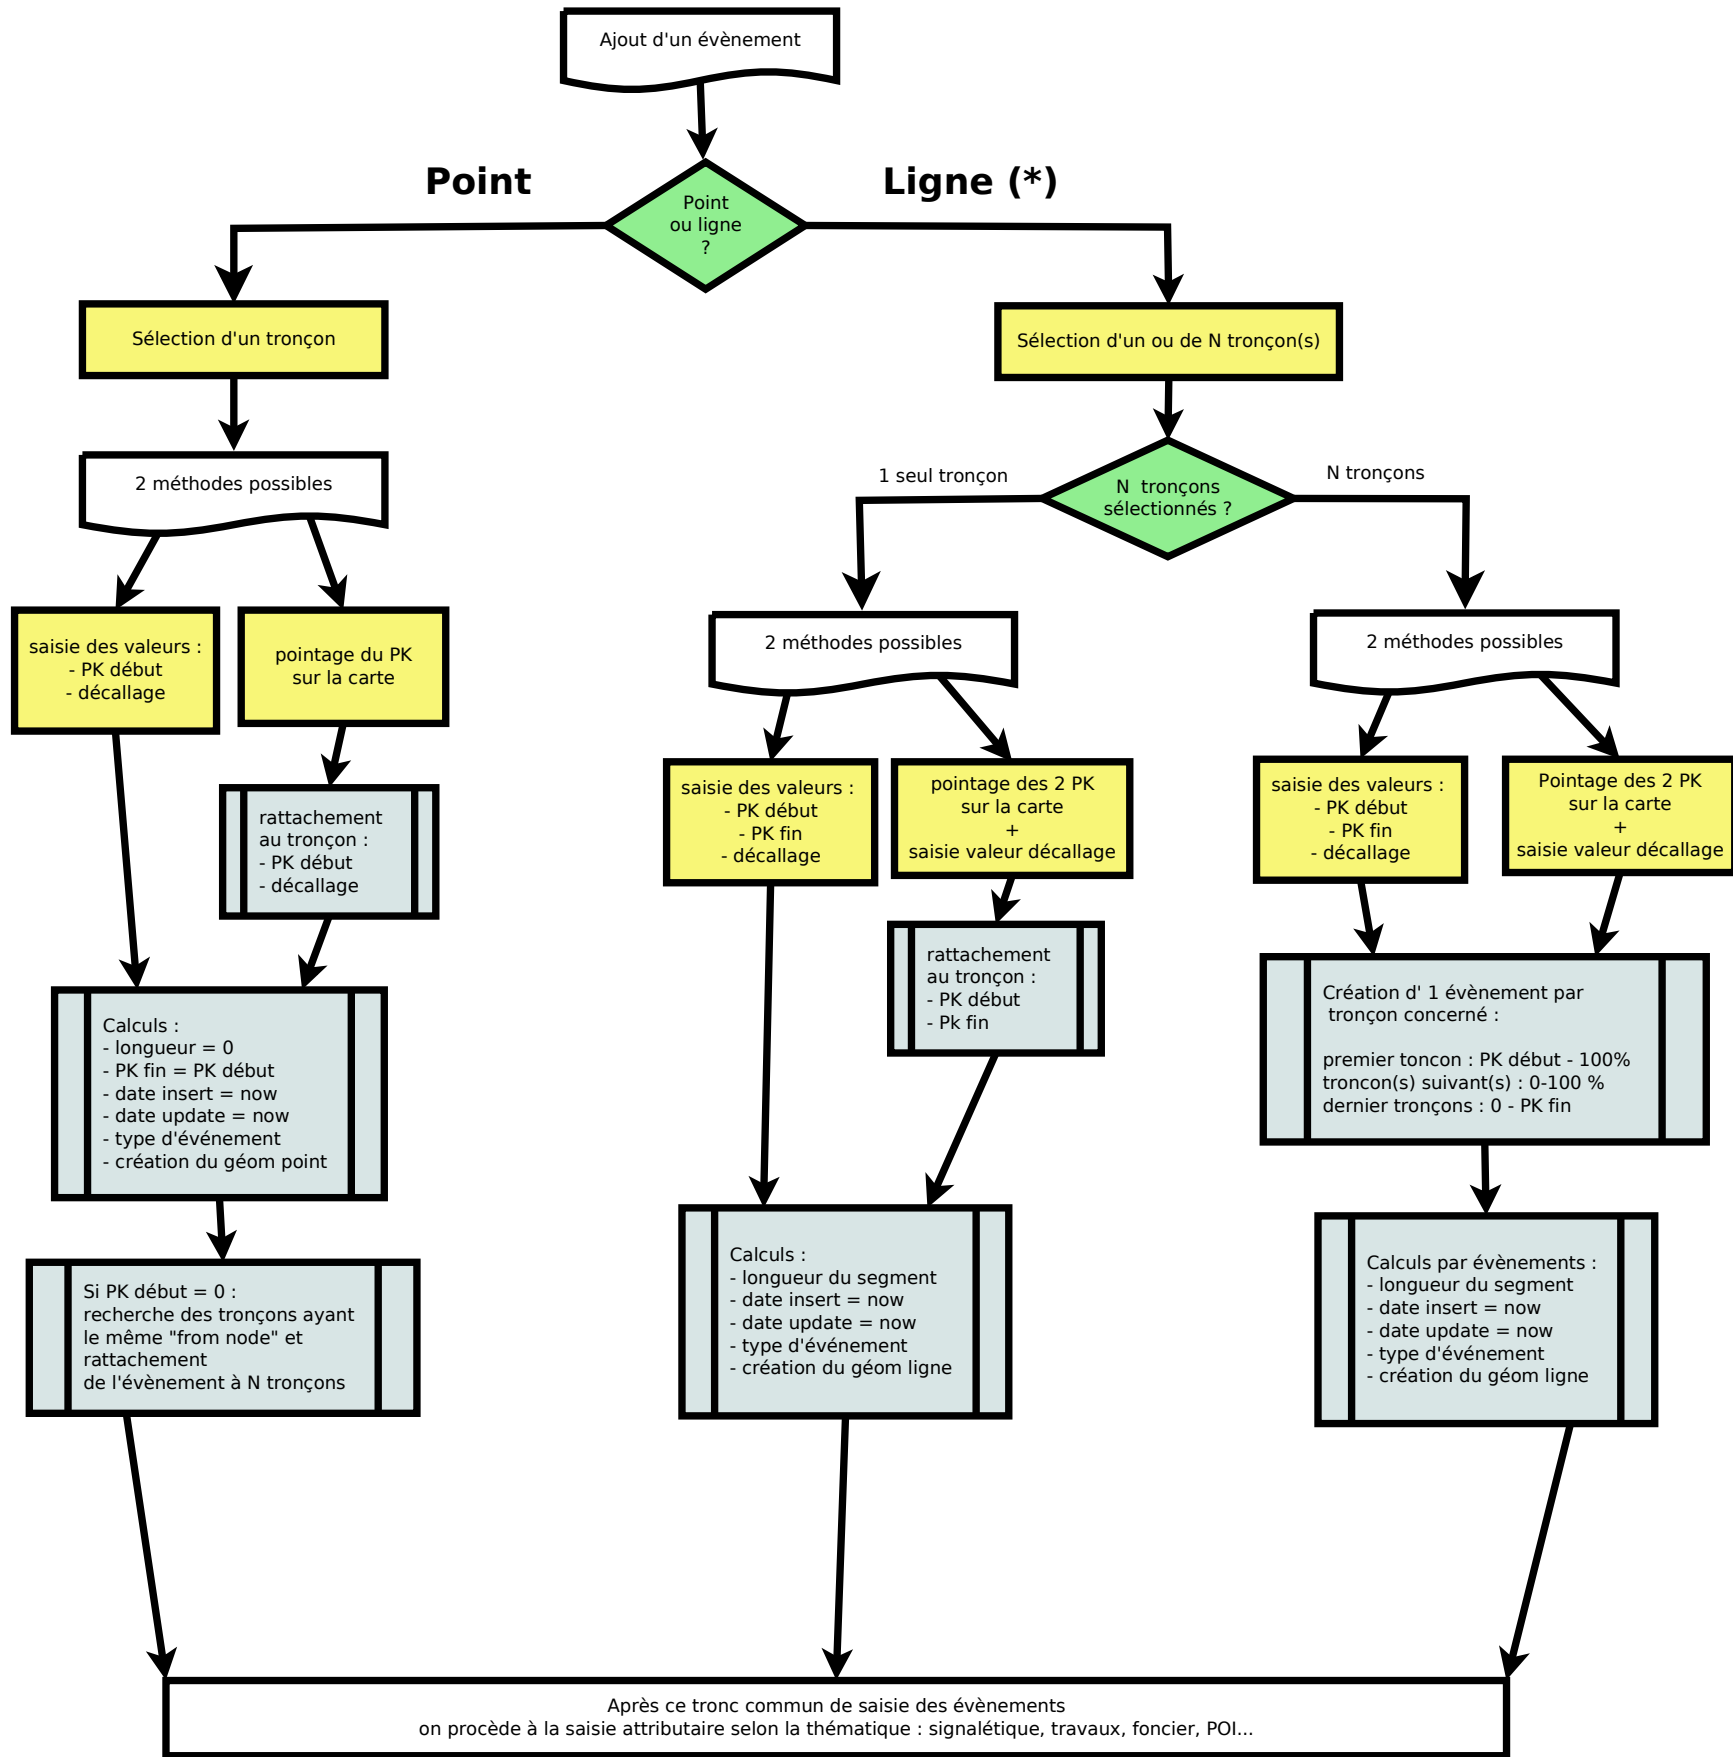 Ajout d'un évènement
Point
Ligne (*)
Point
ou ligne
?
Sélection d'un tronçon
2 méthodes possibles
saisie des valeurs :
- PK début
- décallage
pointage du PK
sur la carte
rattachement
au tronçon :
- PK début
- décallage
Calculs :
- longueur = 0
- PK fin = PK début
- date insert = now
- date update = now
- type d'événement
- création du géom point
Si PK début = 0 :
recherche des tronçons ayant
le même "from node" et
rattachement
de l'évènement à N tronçons
Sélection d'un ou de N tronçon(s)
N  tronçons
sélectionnés ?
1 seul tronçon
N tronçons
2 méthodes possibles
saisie des valeurs :
- PK début
- PK fin
- décallage
pointage des 2 PK
sur la carte
+
saisie valeur décallage
rattachement
au tronçon :
- PK début
- Pk fin
Calculs :
- longueur du segment
- date insert = now
- date update = now
- type d'événement
- création du géom ligne
2 méthodes possibles
saisie des valeurs :
- PK début
- PK fin
- décallage
Pointage des 2 PK
sur la carte
+
saisie valeur décallage
Création d' 1 évènement par
tronçon concerné :
premier toncon : PK début - 100%
troncon(s) suivant(s) : 0-100 %
dernier tronçons : 0 - PK fin
Calculs par évènements :
- longueur du segment
- date insert = now
- date update = now
- type d'événement
- création du géom ligne
Après ce tronc commun de saisie des évènements
on procède à la saisie attributaire selon la thématique : signalétique, travaux, foncier, POI...